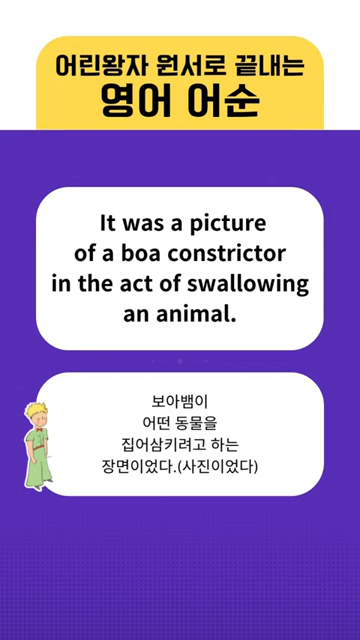 어린왕자 원서로 끝내는
영어 어순
It was a picture
of a boa constrictor
in the act of swallowing
an animal.
보아뱀이
어떤 동물을
집어삼키려고 하는
장면이었다.(사진이었다)